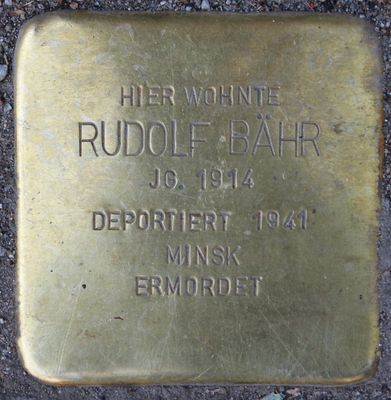 HIER WOHNTE
RUDOLF BÄHR
JG. 1914
DEPORTIERT 1941
MINSK
ERMORDET